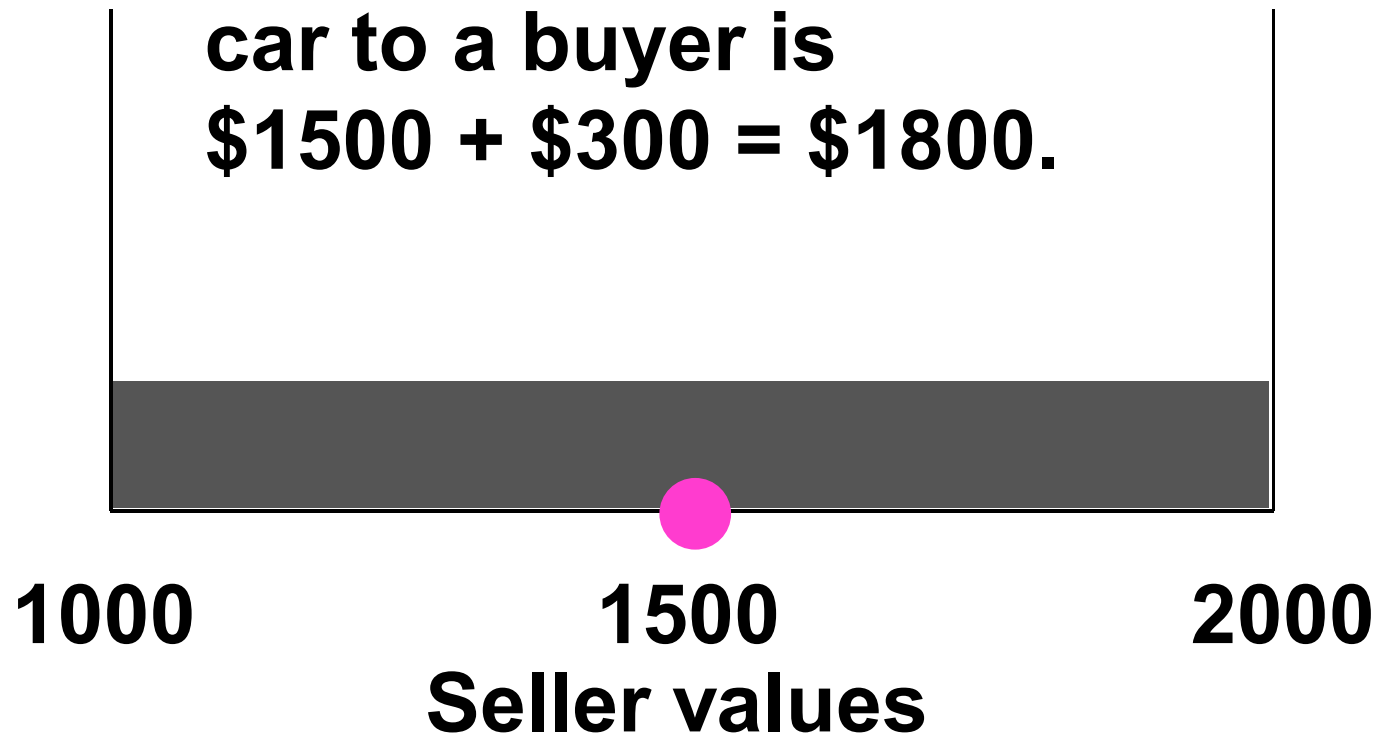 car to a buyer is
$1500 + $300 = $1800.
1000 1500 2000
Seller values